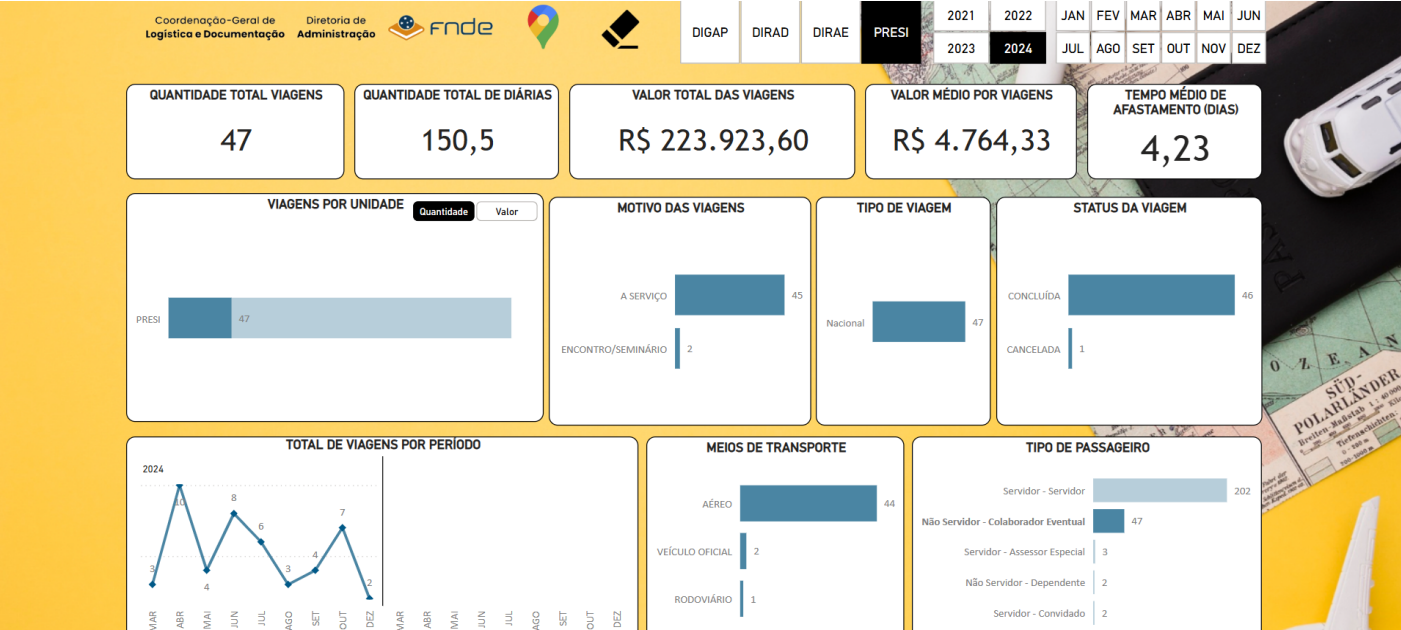 Coordenação-Geral de
Logística e Documentação
Diretoria de
Administração
fnde
DIGAP
DIRAD
DIRAE
PRESI
2021
2022
2023
2024
JAN
FEV
MAR
ABR
MAI
JUN
JUL
AGO
SET
OUT
NOV
DEZ
QUANTIDADE TOTAL VIAGENS
47
QUANTIDADE TOTAL DE DIÁRIAS
150,5
VALOR TOTAL DAS VIAGENS
R$ 223.923,60
VALOR MÉDIO POR VIAGENS
R$ 4.764,33
TEMPO MÉDIO DE
AFASTAMENTO (DIAS)
4,23
VIAGENS POR UNIDADE
Quantidade
Valor
PRESI
47
MOTIVO DAS VIAGENS
A SERVIÇO
45
ENCONTRO/SEMINÁRIO
2
TIPO DE VIAGEM
Nacional
47
STATUS DA VIAGEM
CONCLUÍDA
46
CANCELADA
1
TOTAL DE VIAGENS POR PERÍODO
2024
3
10
4
8
6
3
4
7
2
MAR
ABR
MAI
JUN
JUL
AGO
SET
OUT
DEZ
MAR
ABR
MAI
JUN
JUL
AGO
SET
OUT
DEZ
MEIOS DE TRANSPORTE
AÉREO
44
VEÍCULO OFICIAL
2
RODOVIÁRIO
1
TIPO DE PASSAGEIRO
Servidor - Servidor
202
Não Servidor - Colaborador Eventual
47
Servidor - Assessor Especial
3
Não Servidor - Dependente
2
Servidor - Convidado
2
OZEAN
SÜD-
POLARLÄNDER